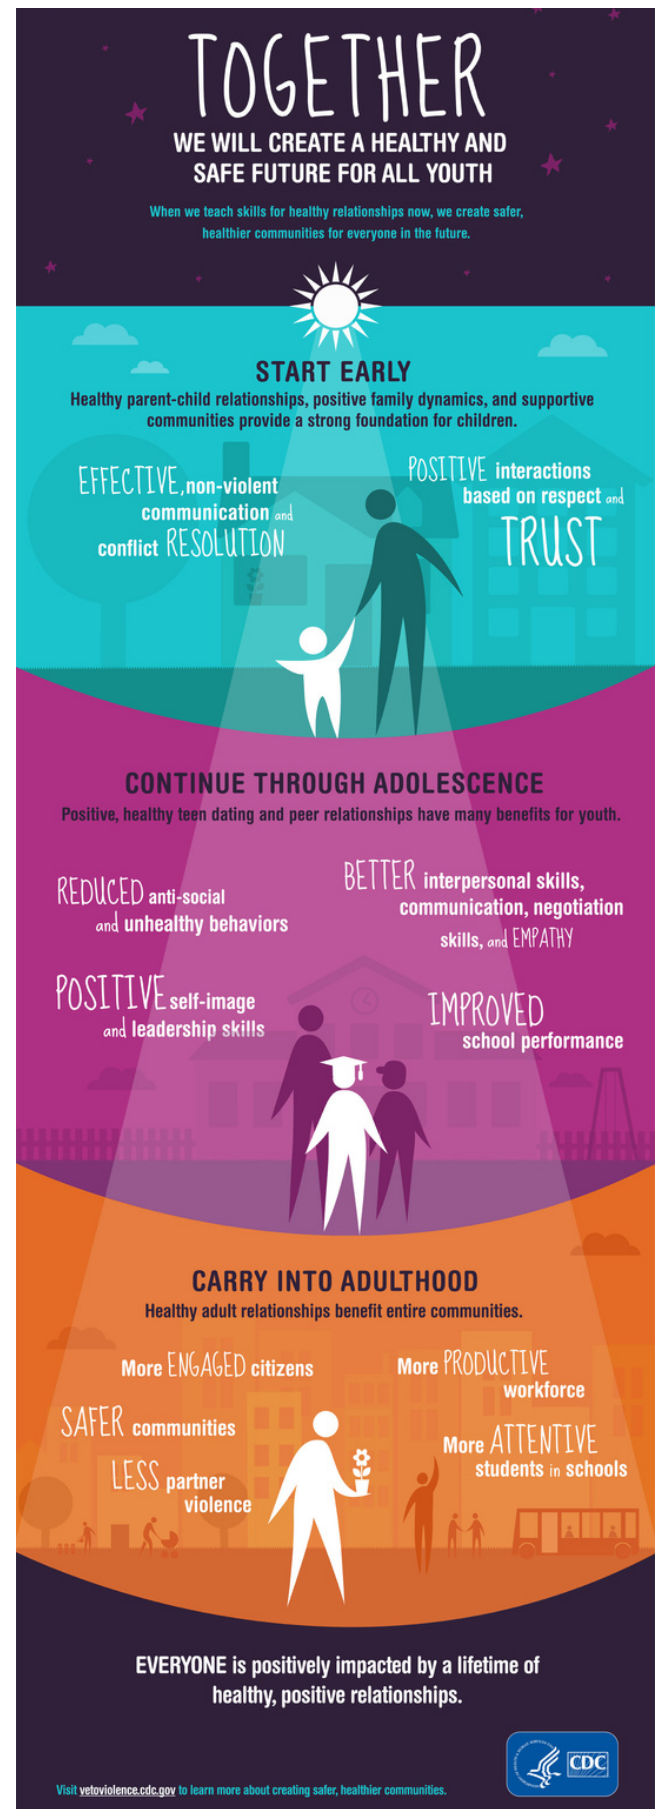 TOGETHER
WE WILL CREATE A HEALTHY AND
SAFE FUTURE FOR ALL YOUTH
When we teach skills for healthy relationships now, we create safer,
healthier communities for everyone in the future.
START EARLY
Healthy parent-child relationships, positive family dynamics, and supportive
communities provide a strong foundation for children.
EFFECTIVE, non-violent
communication and
conflict RESOLUTION
POSITIVE interactions
based on respect and
TRUST
CONTINUE THROUGH ADOLESCENCE
Positive, healthy teen dating and peer relationships have many benefits for youth.
REDUCED anti-social
and unhealthy behaviors
BETTER interpersonal skills,
communication, negotiation
skills, and EMPATHY
POSITIVE self-image
and leadership skills
IMPROVED
school performance
CARRY INTO ADULTHOOD
Healthy adult relationships benefit entire communities.
More ENGAGED citizens
More PRODUCTIVE
workforce
SAFER communities
More ATTENTIVE
students in schools
LESS partner
violence
EVERYONE is positively impacted by a lifetime of
healthy, positive relationships.
CDC
Visit vetoviolence.cdc.gov to learn more about creating safer, healthier communities.